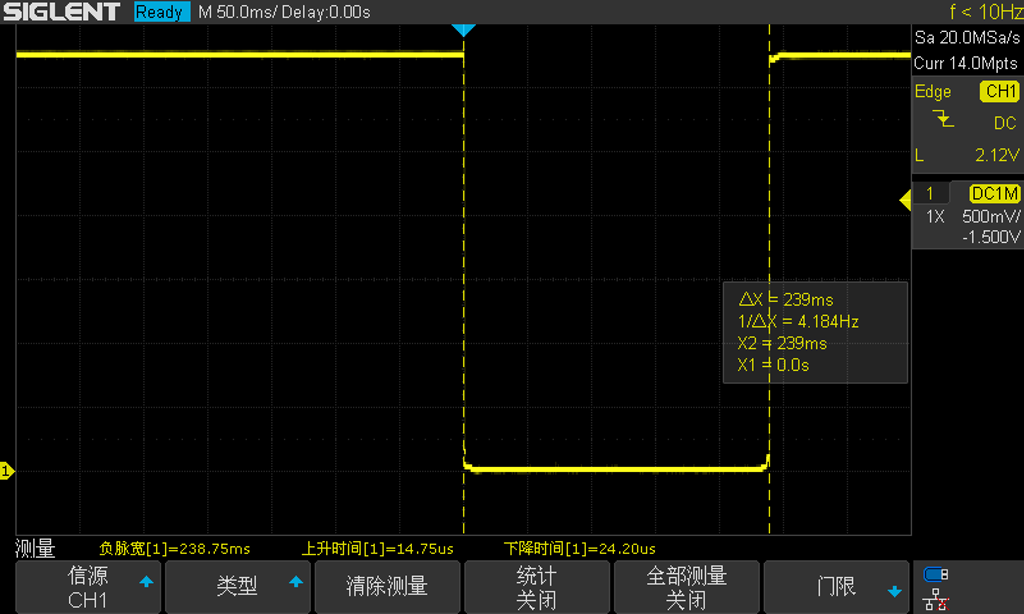 SIGLENT Ready M 50.0ms/ Delay:0.00s f < 10Hz
Sa 20.0MSa/s
Curr 14.0Mpts
Edge CH1
DC
L 2.12V
1 DC1M
1X 500mV/
-1.500V
△X = 239ms
1/△X = 4.184Hz
X2 = 239ms
X1 = 0.0s
1
测量 负脉宽[1]=238.75ms 上升时间[1]=14.75us 下降时间[1]=24.20us
信源
CH1
类型
清除测量
统计
关闭
全部测量
关闭
门限